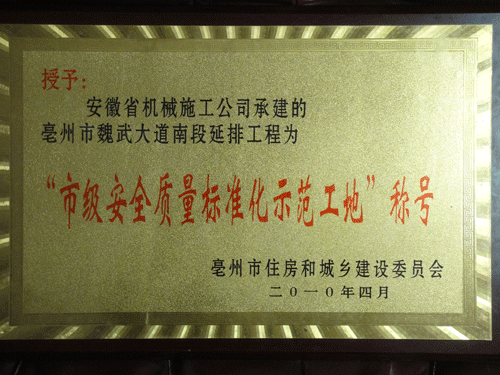 授予：
安徽省机械施工公司承建的
亳州市魏武大道南段延排工程为
“市级安全质量标准化示范工地”称号
亳州市住房和城乡建设委员会
二〇一〇年四月